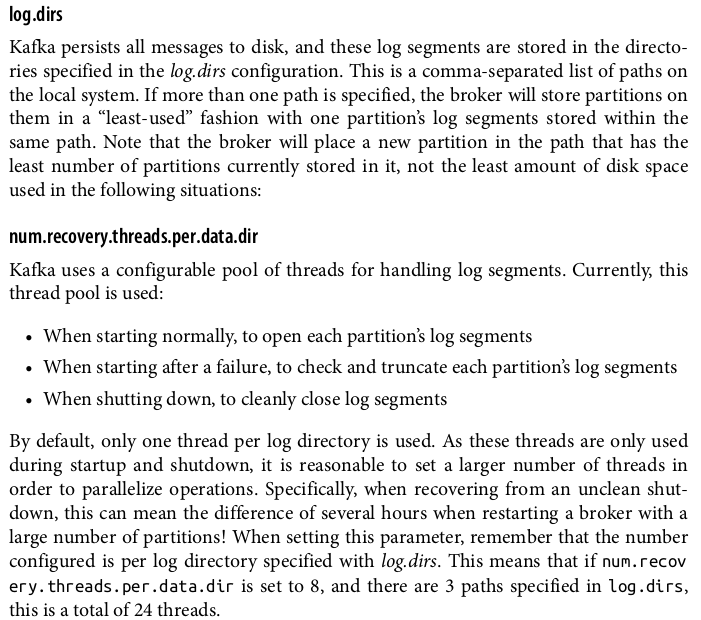 log.dirs
Kafka persists all messages to disk, and these log segments are stored in the directo-
ries specified in the log.dirs configuration. This is a comma-separated list of paths on
the local system. If more than one path is specified, the broker will store partitions on
them in a “least-used” fashion with one partition’s log segments stored within the
same path. Note that the broker will place a new partition in the path that has the
least number of partitions currently stored in it, not the least amount of disk space
used in the following situations:
num.recovery.threads.per.data.dir
Kafka uses a configurable pool of threads for handling log segments. Currently, this
thread pool is used:
• When starting normally, to open each partition’s log segments
• When starting after a failure, to check and truncate each partition’s log segments
• When shutting down, to cleanly close log segments
By default, only one thread per log directory is used. As these threads are only used
during startup and shutdown, it is reasonable to set a larger number of threads in
order to parallelize operations. Specifically, when recovering from an unclean shut-
down, this can mean the difference of several hours when restarting a broker with a
large number of partitions! When setting this parameter, remember that the number
configured is per log directory specified with log.dirs. This means that if num.recov
ery.threads.per.data.dir is set to 8, and there are 3 paths specified in log.dirs,
this is a total of 24 threads.